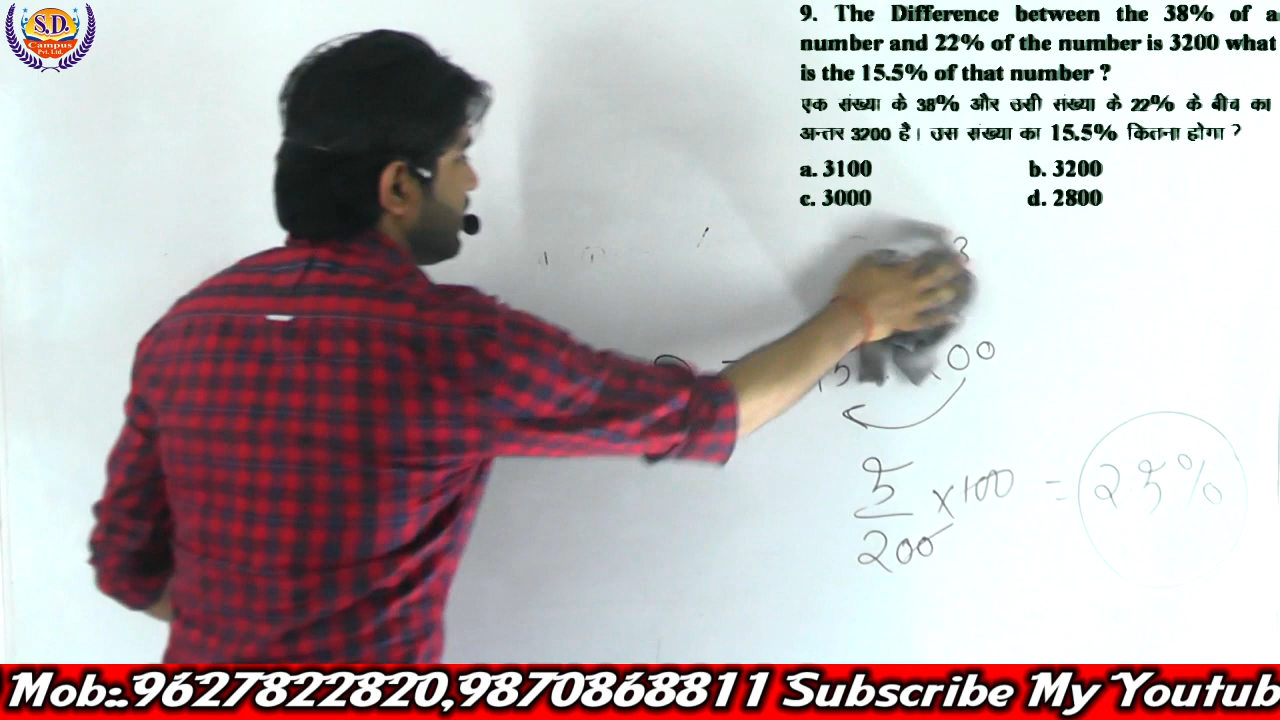 S.D.
Campus
Pvt. Ltd.
9. The Difference between the 38% of a
number and 22% of the number is 3200 what
is the 15.5% of that number ?
एक संख्या के 38% और उसी संख्या के 22% के बीच का
अन्तर 3200 है। उस संख्या का 15.5% कितना होगा ?
a. 3100 b. 3200
c. 3000 d. 2800
00
5/200 × 100 = 2.5%
Mob:.9627822820,9870868811 Subscribe My Youtub